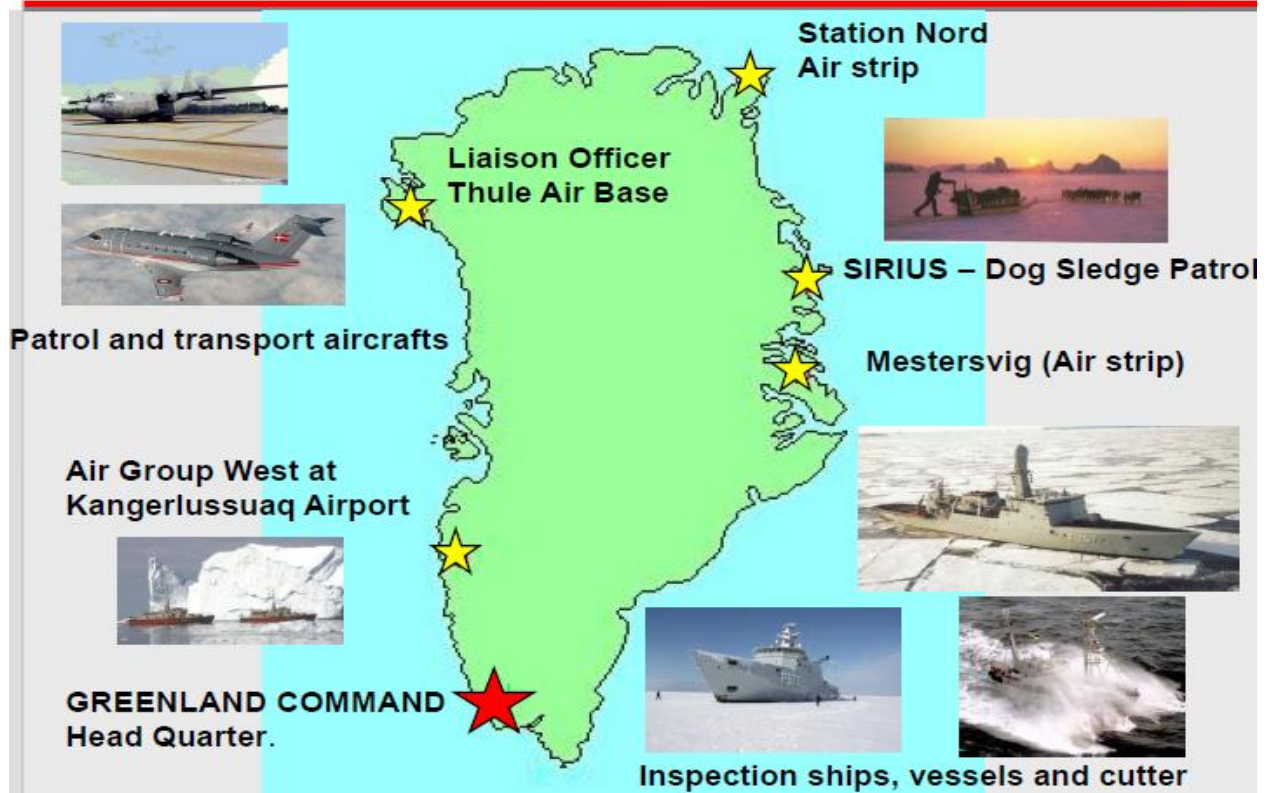 Station Nord
Air strip
Liaison Officer
Thule Air Base
SIRIUS – Dog Sledge Patrol
Patrol and transport aircrafts
Mestersvig (Air strip)
Air Group West at
Kangerlussuaq Airport
GREENLAND COMMAND
Head Quarter.
Inspection ships, vessels and cutter